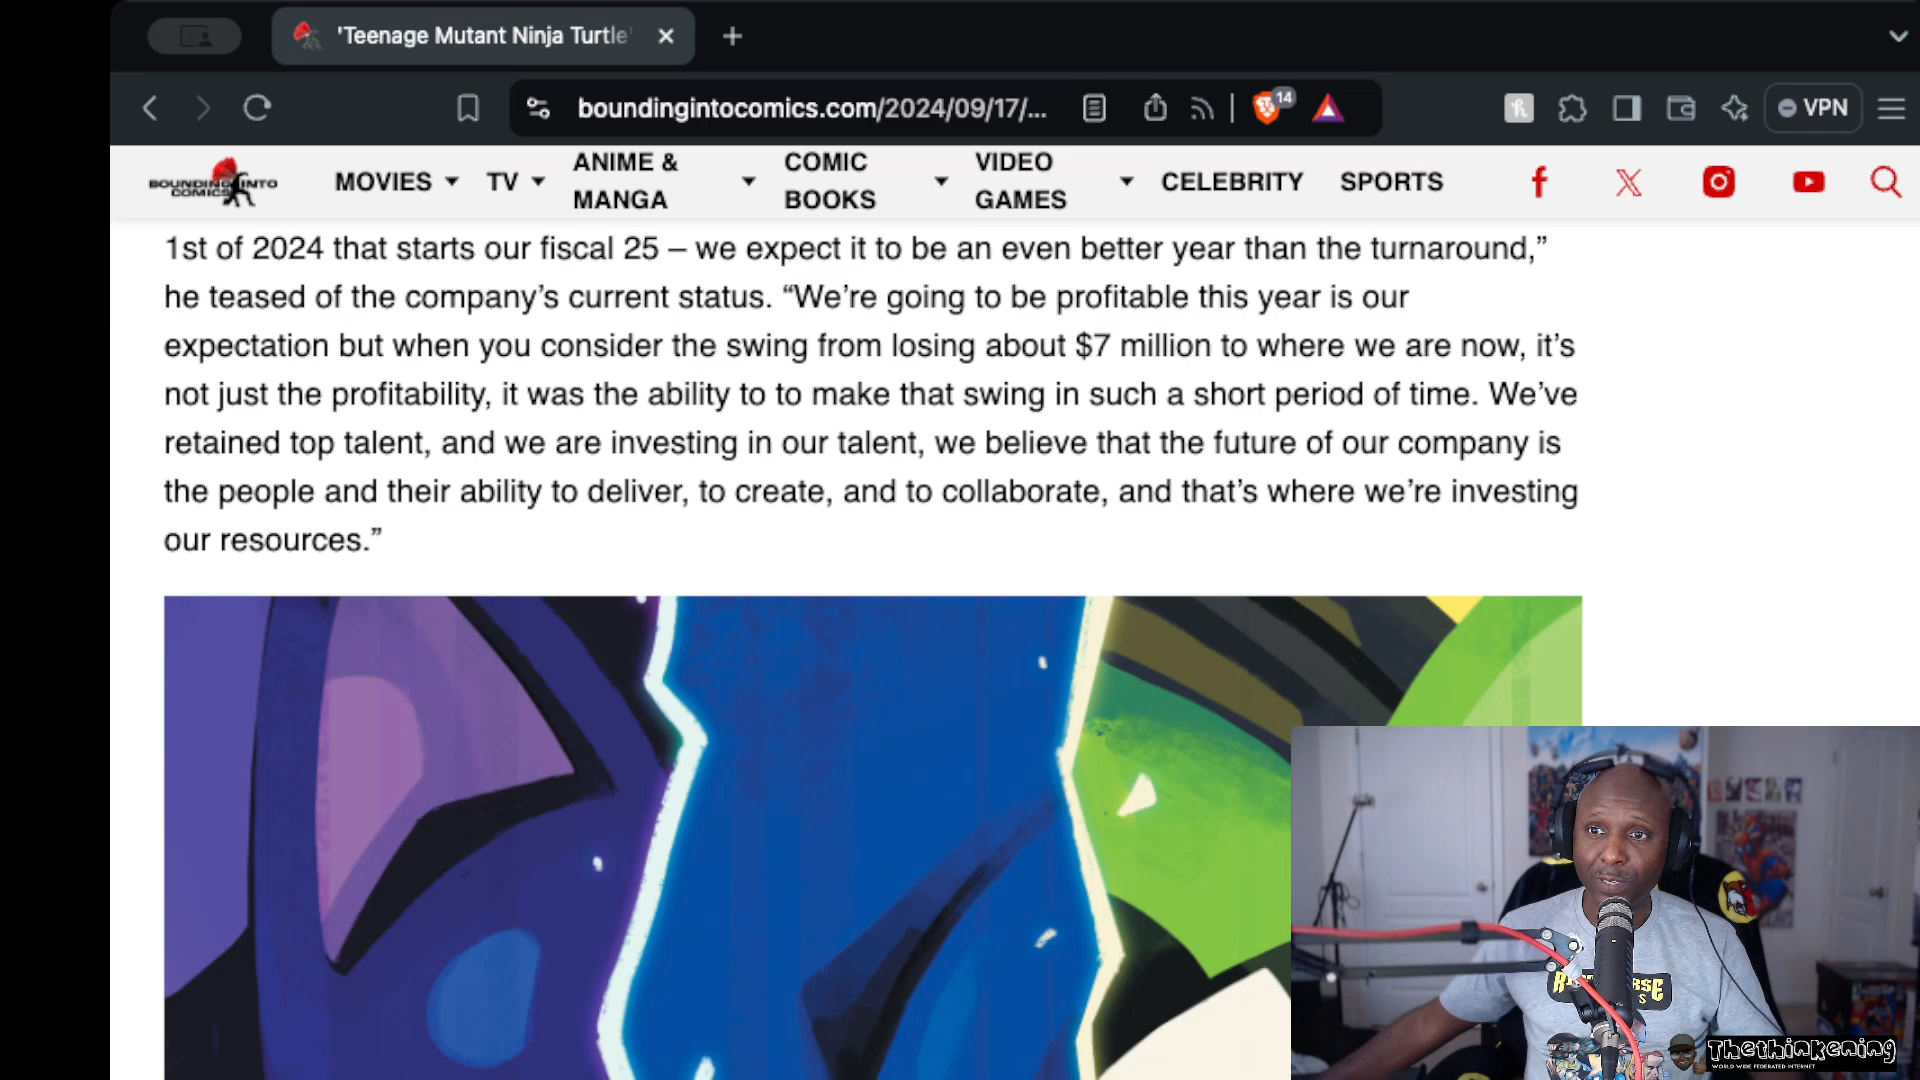 'Teenage Mutant Ninja Turtle'
boundingintocomics.com/2024/09/17/...
14
VPN
BOUNDING INTO COMICS
MOVIES
TV
ANIME & MANGA
COMIC BOOKS
VIDEO GAMES
CELEBRITY
SPORTS
1st of 2024 that starts our fiscal 25 – we expect it to be an even better year than the turnaround,”
he teased of the company’s current status. “We’re going to be profitable this year is our
expectation but when you consider the swing from losing about $7 million to where we are now, it’s
not just the profitability, it was the ability to to make that swing in such a short period of time. We’ve
retained top talent, and we are investing in our talent, we believe that the future of our company is
the people and their ability to deliver, to create, and to collaborate, and that’s where we’re investing
our resources.”
Thethinkening
WORLD WIDE FEDERATED INTERNET